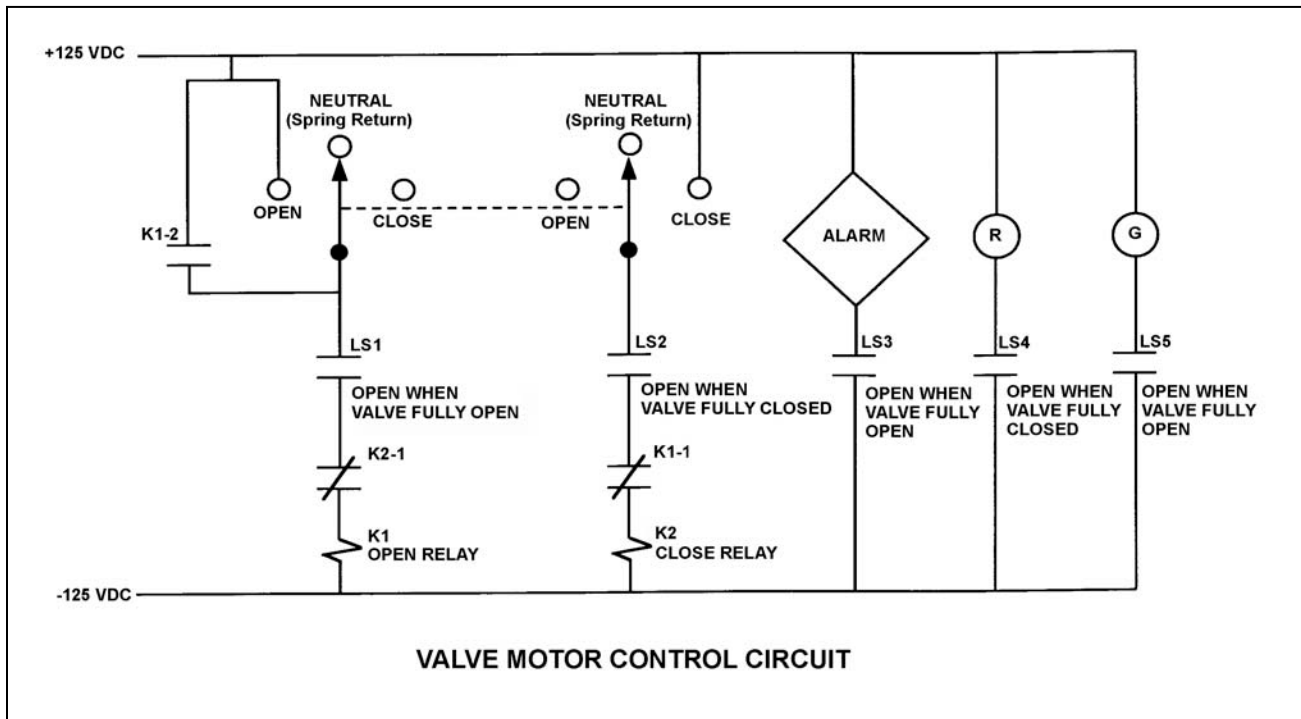 +125 VDC
NEUTRAL
(Spring Return)
NEUTRAL
(Spring Return)
OPEN
CLOSE
OPEN
CLOSE
K1-2
ALARM
R
G
LS1
OPEN WHEN
VALVE FULLY OPEN
LS2
OPEN WHEN
VALVE FULLY CLOSED
LS3
OPEN WHEN
VALVE FULLY
OPEN
LS4
OPEN WHEN
VALVE FULLY
CLOSED
LS5
OPEN WHEN
VALVE FULLY
OPEN
K2-1
K1-1
K1
OPEN RELAY
K2
CLOSE RELAY
-125 VDC
VALVE MOTOR CONTROL CIRCUIT